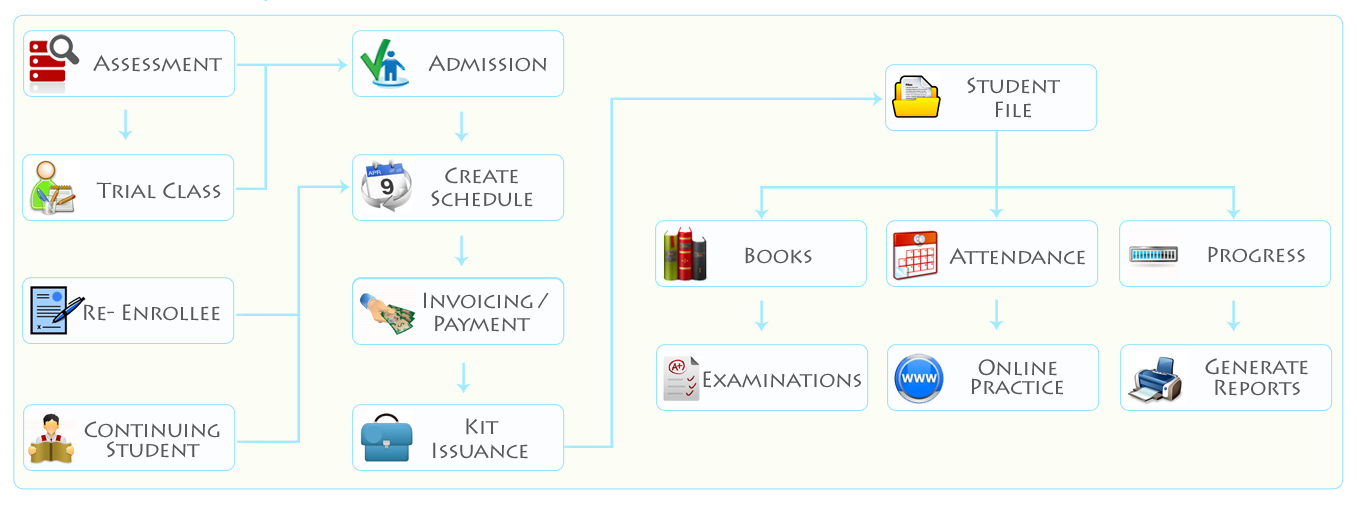 ASSESSMENT
TRIAL CLASS
RE- ENROLLEE
CONTINUING
STUDENT
ADMISSION
APR
9
CREATE
SCHEDULE
INVOICING /
PAYMENT
KIT
ISSUANCE
STUDENT
FILE
BOOKS
ATTENDANCE
PROGRESS
A+
EXAMINATIONS
WWW
ONLINE
PRACTICE
GENERATE
REPORTS